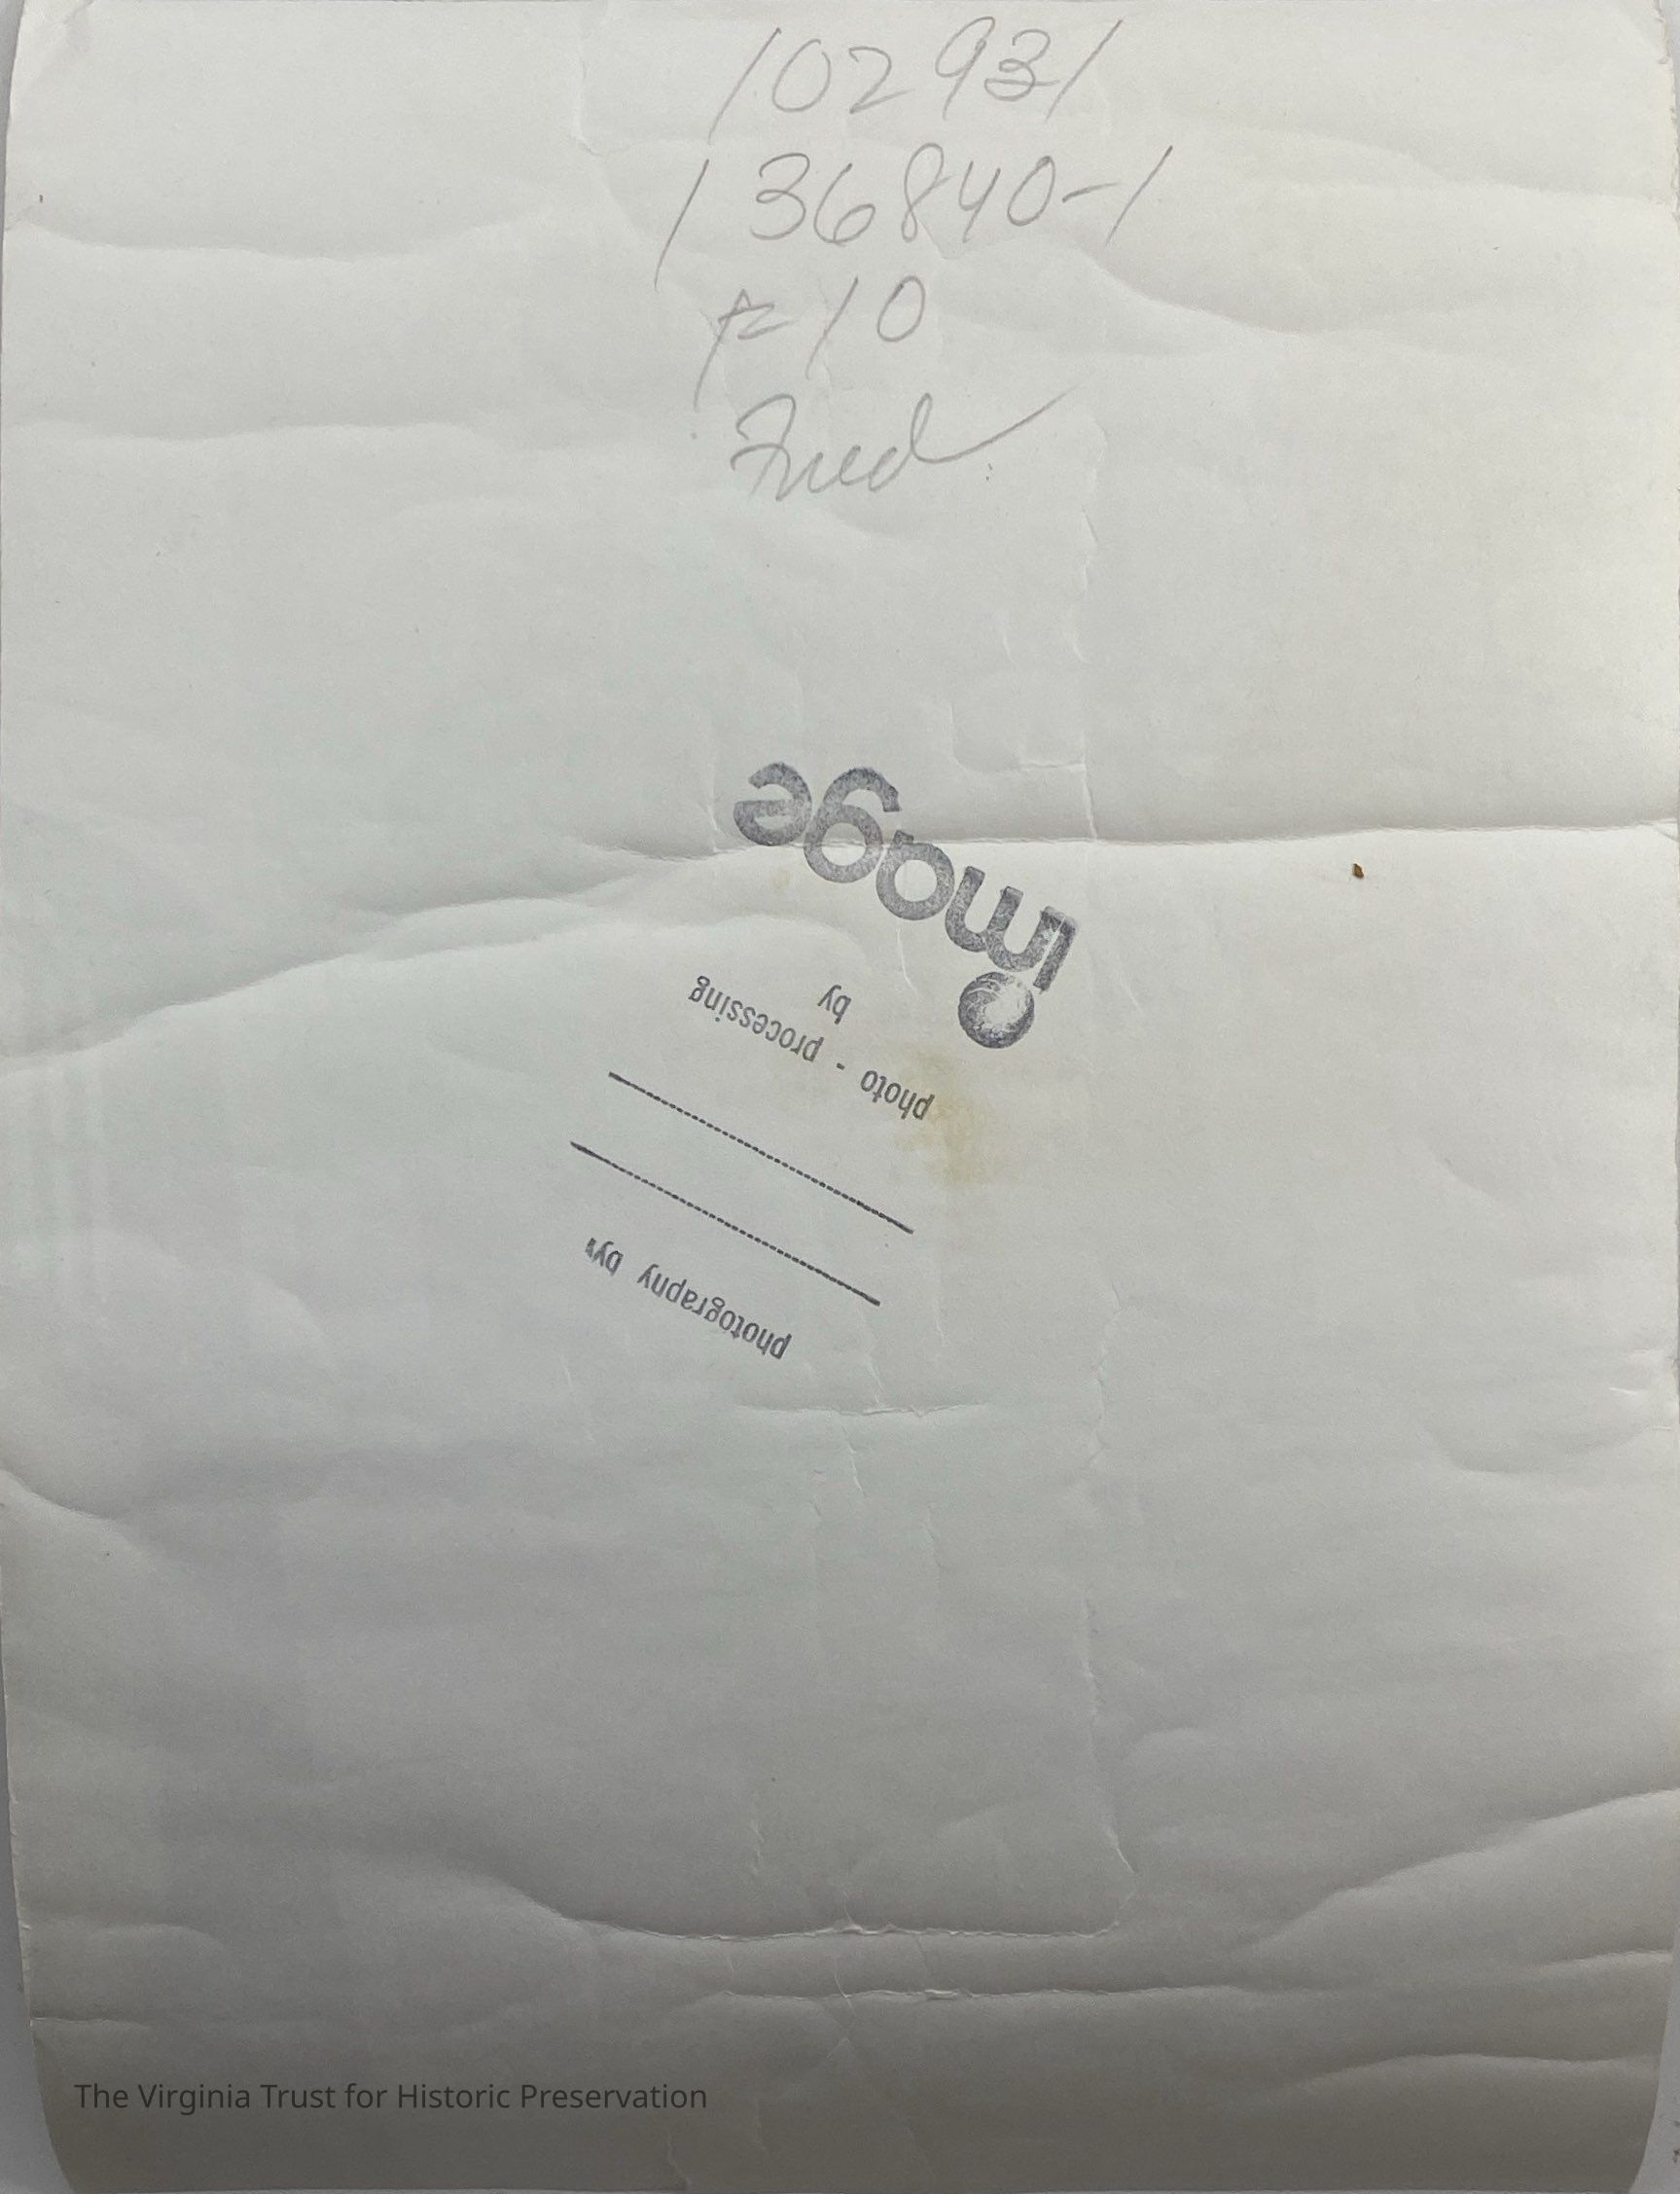 102931
136840-1
r 10
Fred
image
by
photo - processing
photography by:
The Virginia Trust for Historic Preservation